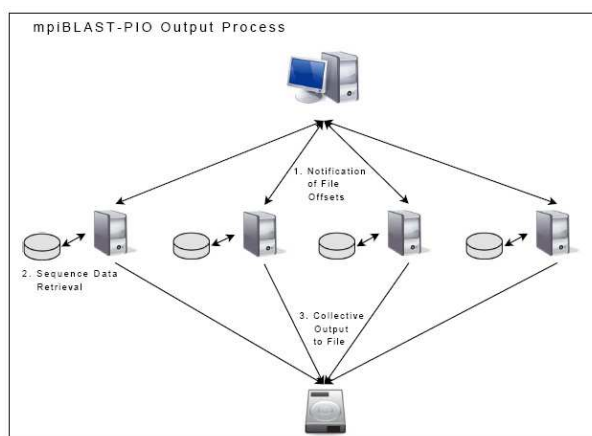 mpiBLAST-PIO Output Process
1. Notification
of File
Offsets
2. Sequence Data
Retrieval
3. Collective
Output
to File